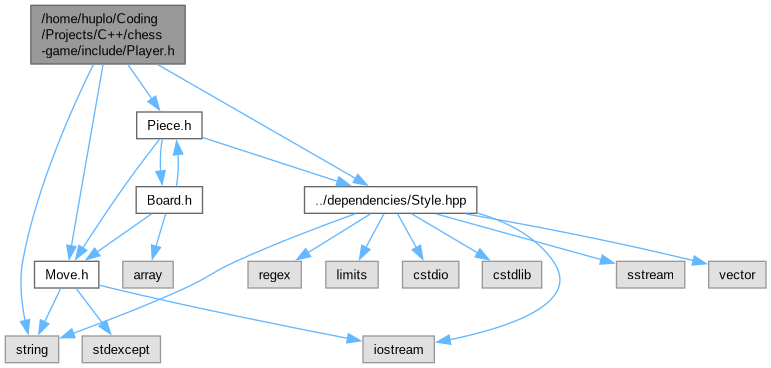 /home/huplo/Coding
/Projects/C++/chess
-game/include/Player.h
Piece.h
Board.h
../dependencies/Style.hpp
Move.h
array
regex
limits
cstdio
cstdlib
sstream
vector
string
stdexcept
iostream